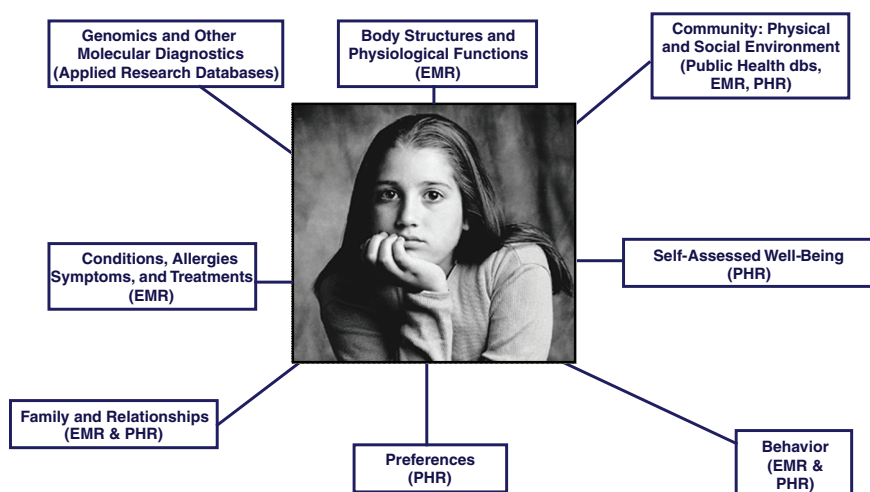 Genomics and Other
Molecular Diagnostics
(Applied Research Databases)
Body Structures and
Physiological Functions
(EMR)
Community: Physical
and Social Environment
(Public Health dbs,
EMR, PHR)
Conditions, Allergies
Symptoms, and Treatments
(EMR)
Self-Assessed Well-Being
(PHR)
Family and Relationships
(EMR & PHR)
Preferences
(PHR)
Behavior
(EMR &
PHR)